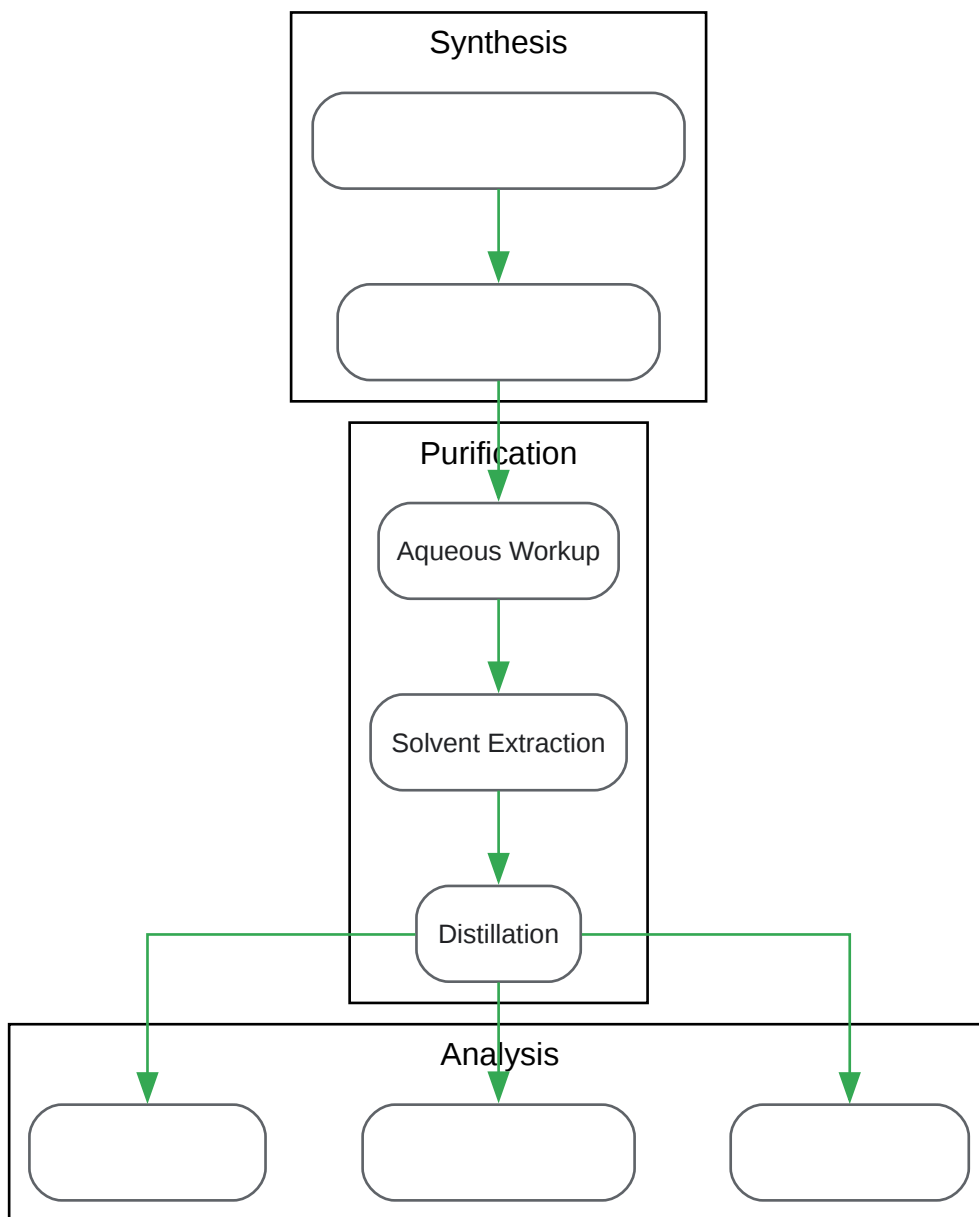 Synthesis
Purification
Aqueous Workup
Solvent Extraction
Distillation
Analysis